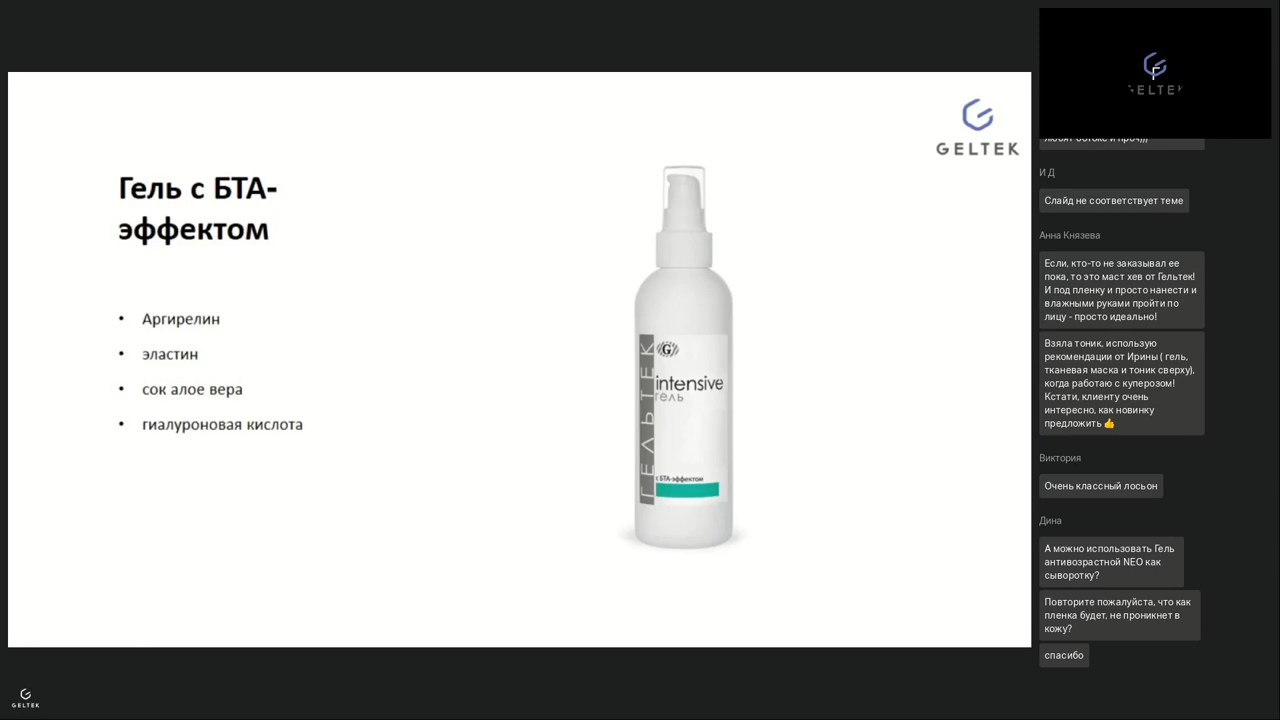 GELTEK
Гель с БТА-
эффектом
• Аргирелин
• эластин
• сок алое вера
• гиалуроновая кислота
ГЕЛЬТЕК
G
intensive
гель
с БТА-эффектом
GELTEK
И Д
Слайд не соответствует теме
Анна Князева
Если, кто-то не заказывал ее
пока, то это маст хев от Гельтек!
И под пленку и просто нанести и
влажными руками пройти по
лицу - просто идеально!
Взяла тоник, использую
рекомендации от Ирины ( гель,
тканевая маска и тоник сверху),
когда работаю с куперозом!
Кстати, клиенту очень
интересно, как новинку
предложить 👍
Виктория
Очень классный лосьон
Дина
А можно использовать Гель
антивозрастной NEO как
сыворотку?
Повторите пожалуйста, что как
пленка будет, не проникнет в
кожу?
спасибо